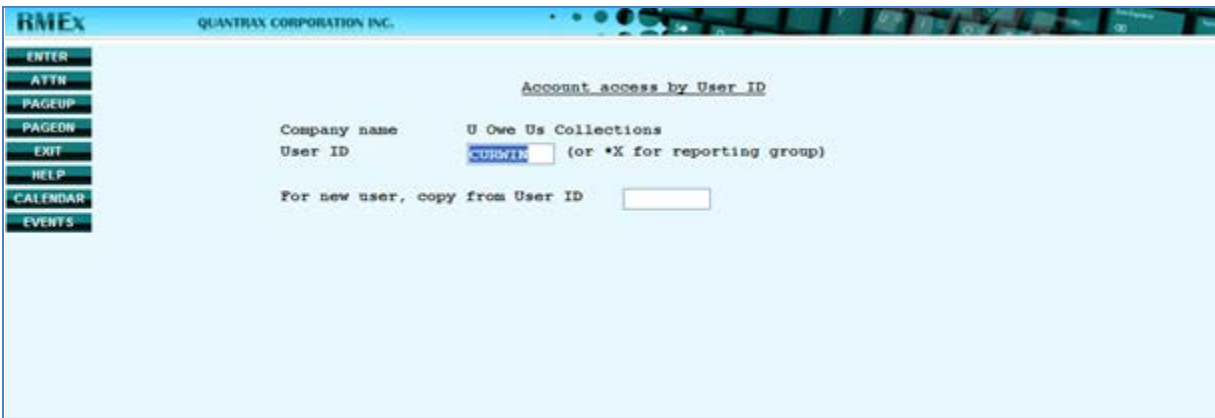 RMEx QUANTRAX CORPORATION INC.
ENTER
ATTN
PAGEUP
PAGEDN
EXIT
HELP
CALENDAR
EVENTS
Account access by User ID
Company name U Owe Us Collections
User ID CURWIN (or *X for reporting group)
For new user, copy from User ID